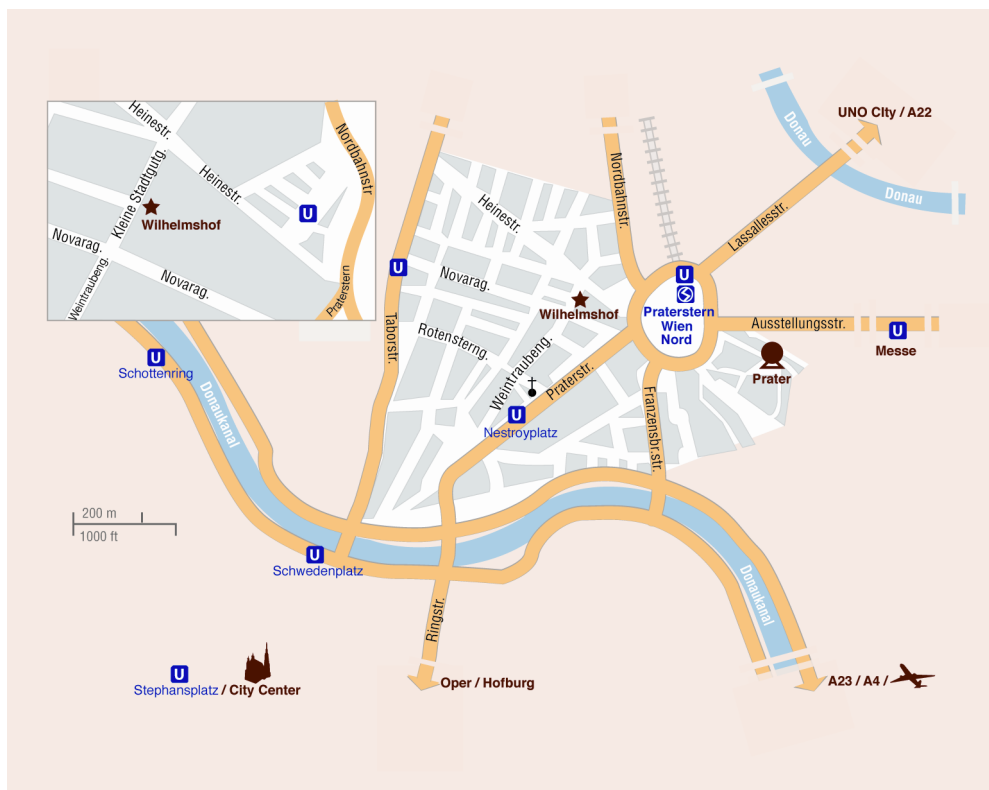 Heinestr.
Nordbahnstr
Kleine Stadtgutg.
Heinestr.
U
Wilhelmshof
Novarag.
Novarag.
Weintraubeng.
Praterstern
Donau
UNO CIty / A22
Donau
Nordbahnstr.
Heinestr.
Lassallesstr.
U
Novarag.
U
Wilhelmshof
Praterstern
Wien
Nord
Ausstellungsstr.
U
Messe
Taborstr.
Rotensterng.
Weintraubeng.
Praterstr.
Prater
U
Schottenring
Donaukanal
Franzensbr.str.
U
Nestroyplatz
200 m
1000 ft
U
Schwedenplatz
Donaukanal
Ringstr.
U
Stephansplatz / City Center
Oper / Hofburg
A23 / A4 /